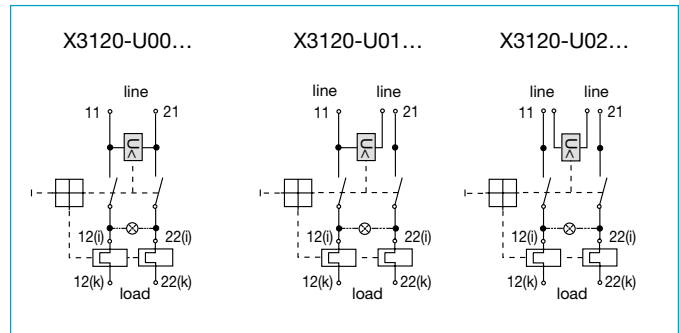 X3120-U00…
X3120-U01…
X3120-U02…
line
line line
line line
11 21
11 21
11 21
U<
U<
U<
12(i) 22(i)
12(i) 22(i)
12(i) 22(i)
12(k) 22(k)
12(k) 22(k)
12(k) 22(k)
load
load
load